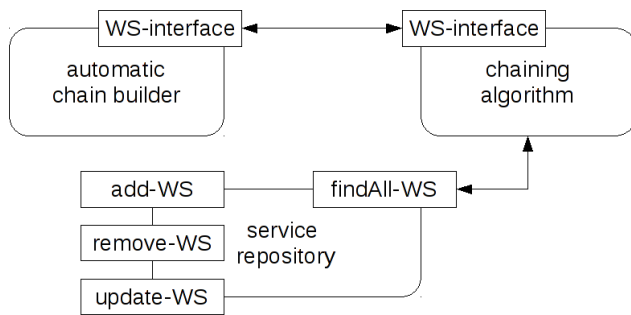 WS-interface
WS-interface
automatic
chain builder
chaining
algorithm
add-WS
findAll-WS
remove-WS
service
repository
update-WS